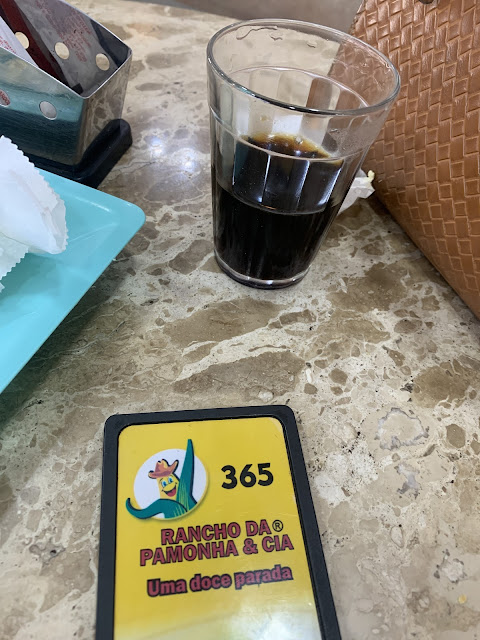 365
RANCHO DA®
PAMONHA & CIA
Uma doce parada